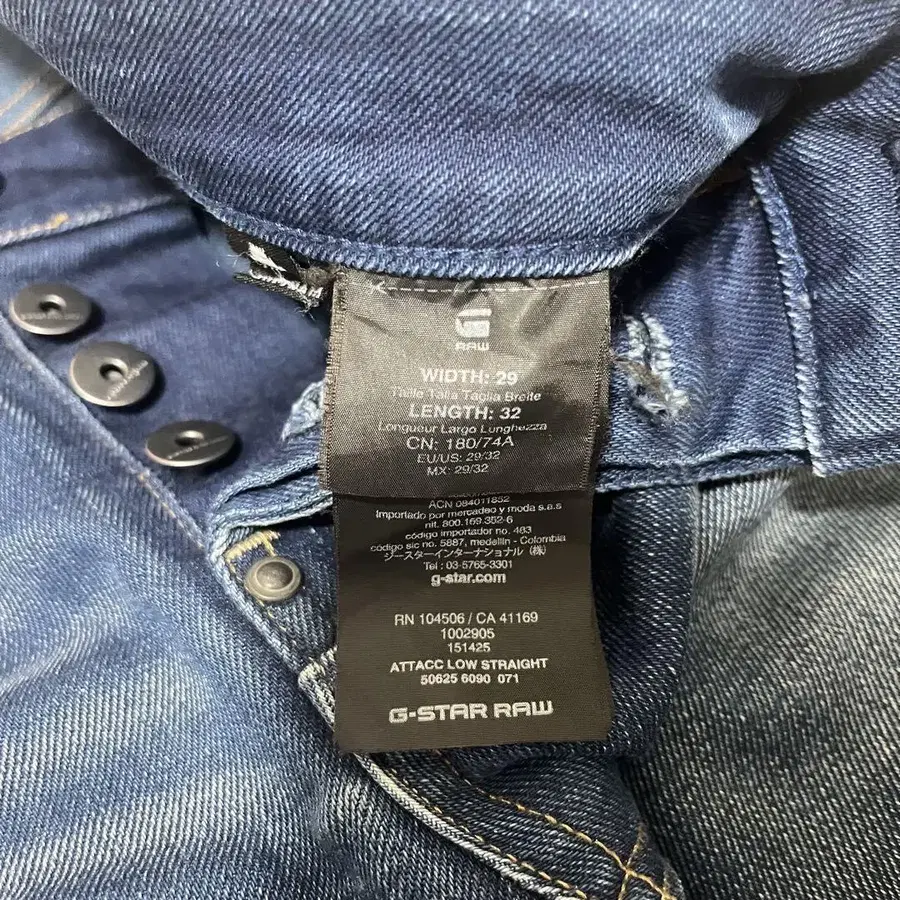 RAW
WIDTH: 29
Taille Talla Taglia Breite
LENGTH: 32
Longueur Largo Lunghezza
CN: 180/74A
EU/US: 29/32
MX: 29/32
ACN 084011852
Importado por mercadeo y moda s.a.s
nit. 800.169.352-6
código importador no. 483
código sic no. 5887, medellin - Colombia
ジースターインターナショナル (株)
Tel : 03-5765-3301
g-star.com
RN 104506 / CA 41169
1002905
151425
ATTACC LOW STRAIGHT
50625 6090 071
G-STAR RAW